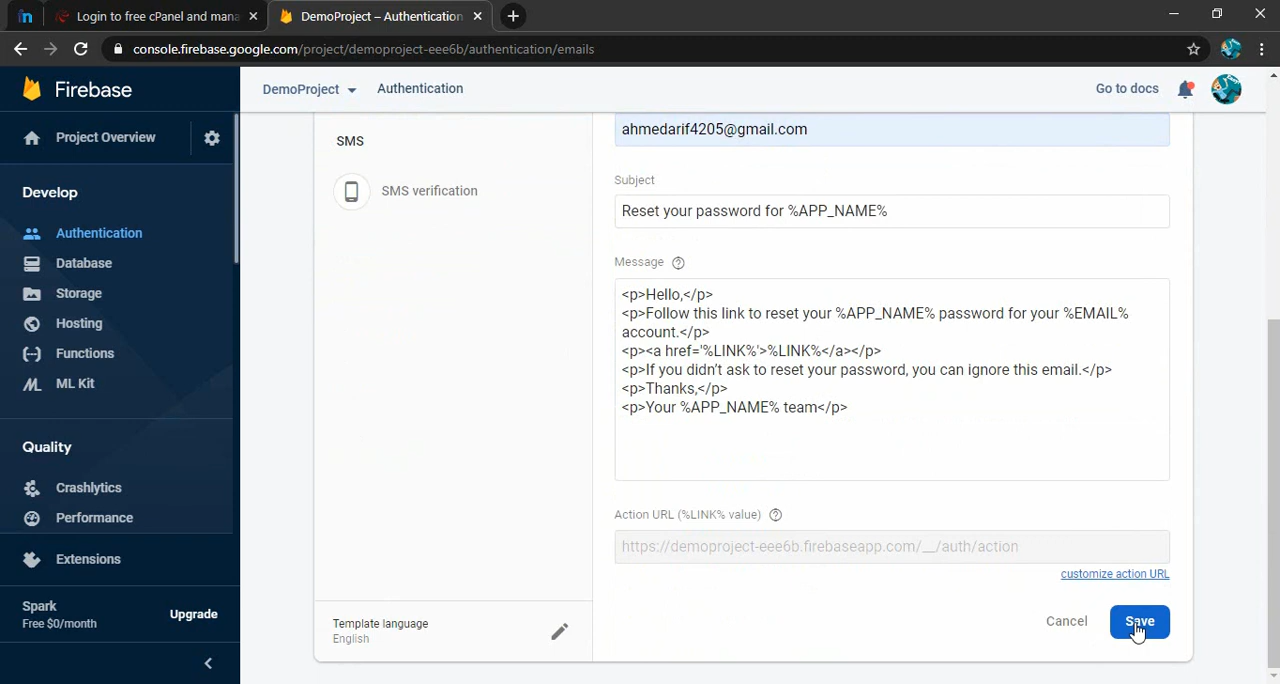 in
Login to free cPanel and mana
DemoProject – Authentication
console.firebase.google.com/project/demoproject-eee6b/authentication/emails
Firebase
DemoProject
Authentication
Go to docs
Project Overview
Develop
Authentication
Database
Storage
Hosting
Functions
ML Kit
Quality
Crashlytics
Performance
Extensions
Spark
Free $0/month
Upgrade
SMS
SMS verification
Template language
English
ahmedarif4205@gmail.com
Subject
Reset your password for %APP_NAME%
Message
<p>Hello,</p>
<p>Follow this link to reset your %APP_NAME% password for your %EMAIL%
account.</p>
<p><a href='%LINK%'>%LINK%</a></p>
<p>If you didn't ask to reset your password, you can ignore this email.</p>
<p>Thanks,</p>
<p>Your %APP_NAME% team</p>
Action URL (%LINK% value)
https://demoproject-eee6b.firebaseapp.com/__/auth/action
customize action URL
Cancel
Save